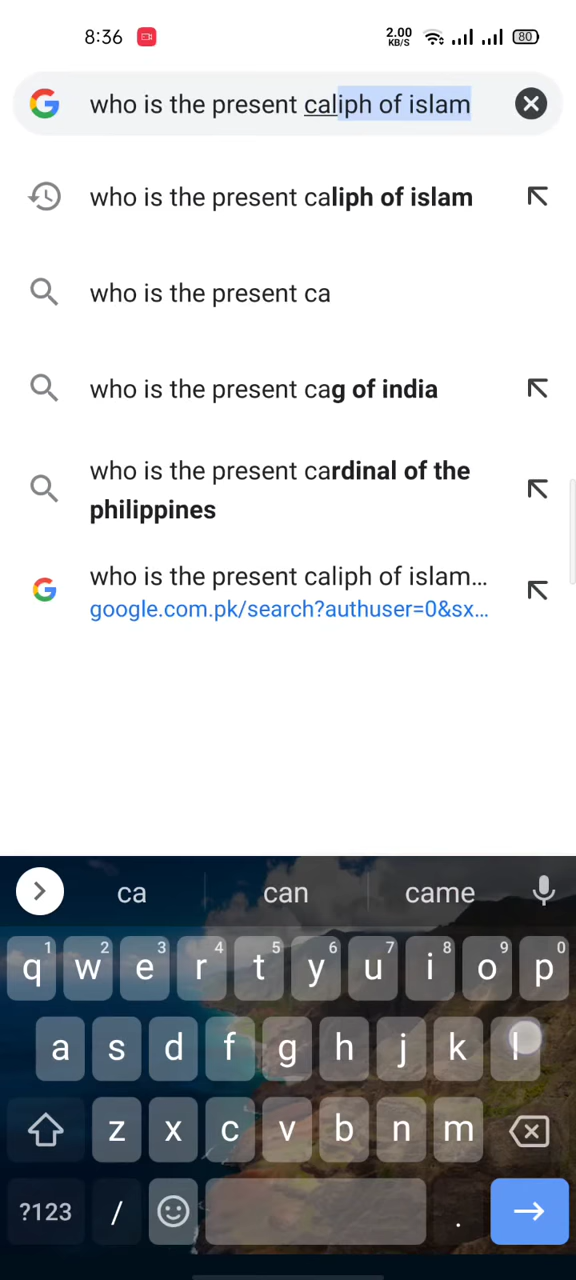 8:36
2.00
KB/S
80
who is the present caliph of islam
who is the present caliph of islam
who is the present ca
who is the present cag of india
who is the present cardinal of the
philippines
who is the present caliph of islam...
google.com.pk/search?authuser=0&sx...
ca can came
1 2 3 4 5 6 7 8 9 0
q w e r t y u i o p
a s d f g h j k l
z x c v b n m
?123 / .